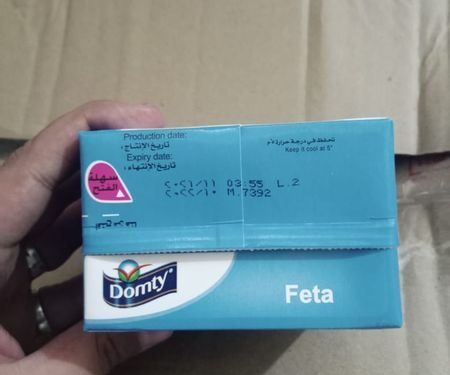 Production date:
تاريخ الإنتاج:
Expiry date:
تاريخ الإنتهاء:
تحفظ في درجة حرارة ٥م
Keep it cool at 5°
سهلة
الفتح
٢٠٢١/١١ 03:55 L.2
٢٠٢٢/١٠ M.7392
Domty
Feta